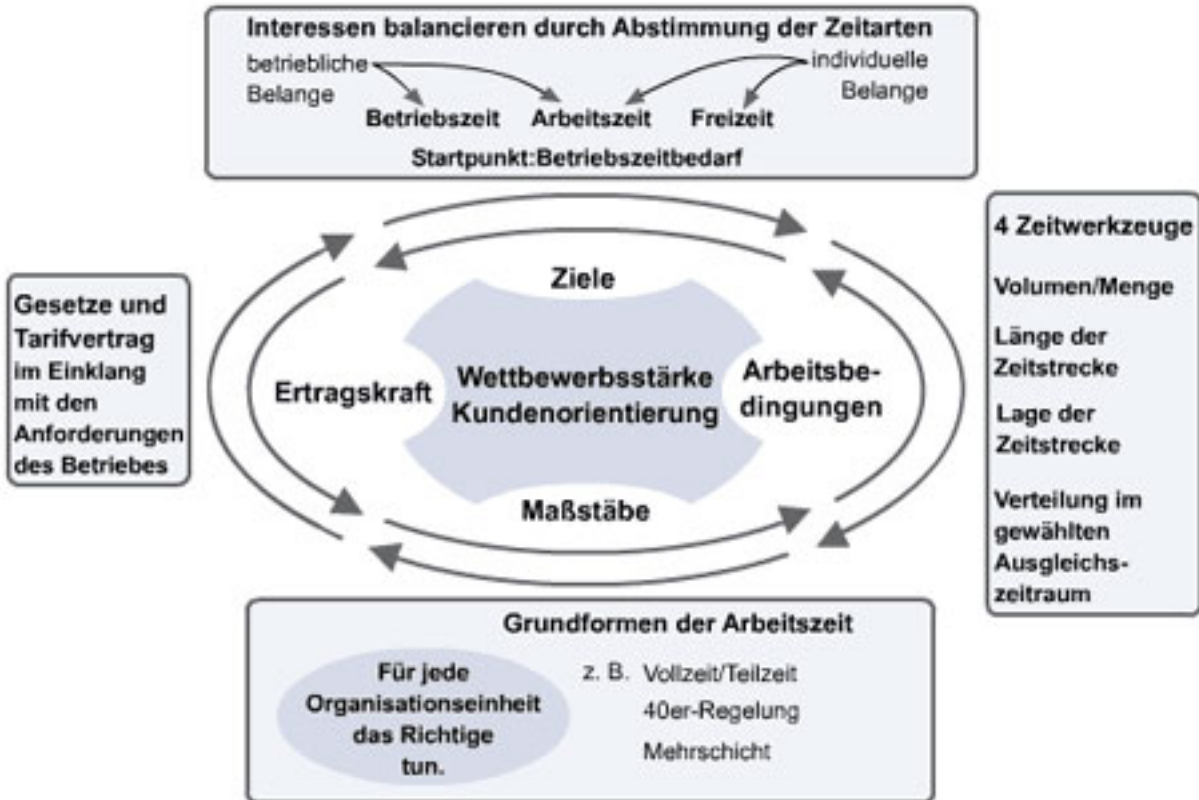 Interessen balancieren durch Abstimmung der Zeitarten
betriebliche
Belange
individuelle
Belange
Betriebszeit Arbeitszeit Freizeit
Startpunkt:Betriebszeitbedarf
Gesetze und
Tarifvertrag
im Einklang
mit den
Anforderungen
des Betriebes
Ziele
Ertragskraft
Wettbewerbsstärke
Kundenorientierung
Arbeitsbe-
dingungen
Maßstäbe
4 Zeitwerkzeuge
Volumen/Menge
Länge der
Zeitstrecke
Lage der
Zeitstrecke
Verteilung im
gewählten
Ausgleichs-
zeitraum
Grundformen der Arbeitszeit
Für jede
Organisationseinheit
das Richtige
tun.
z. B. Vollzeit/Teilzeit
40er-Regelung
Mehrschicht